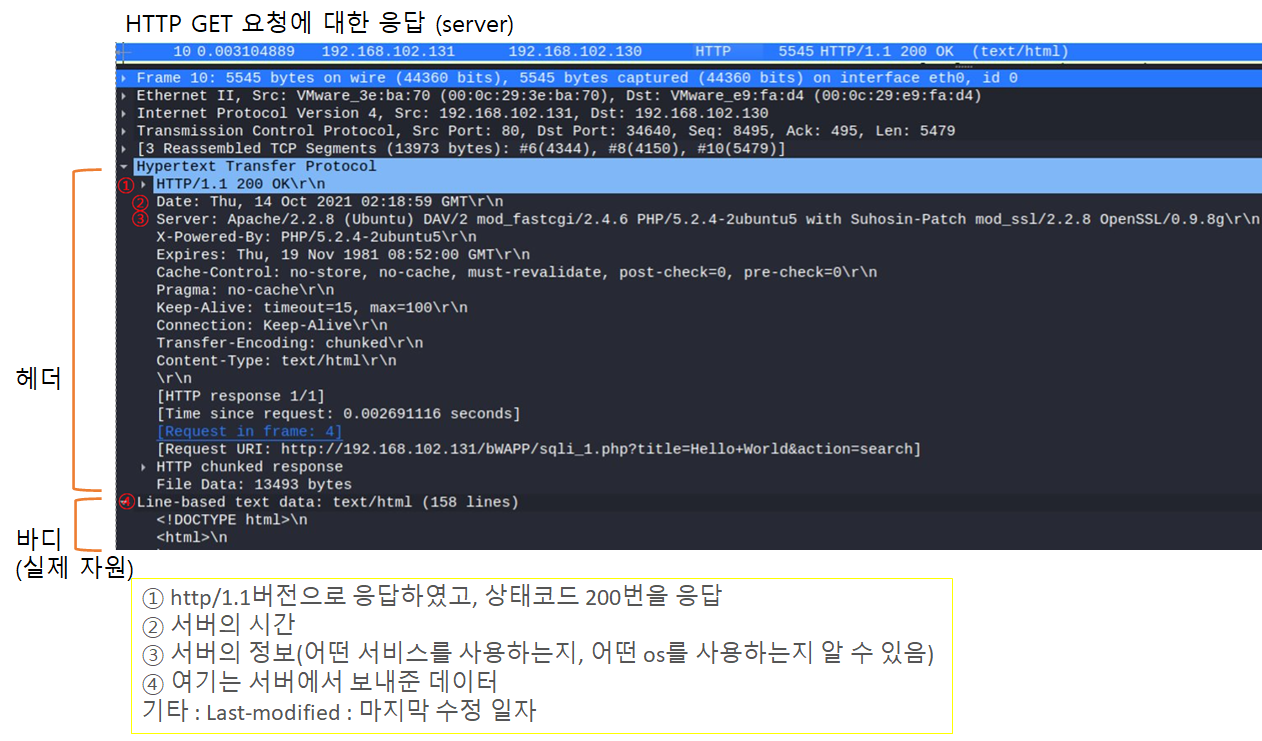 HTTP GET 요청에 대한 응답 (server)
10 0.003104889 192.168.102.131 192.168.102.130 HTTP 5545 HTTP/1.1 200 OK (text/html)
Frame 10: 5545 bytes on wire (44360 bits), 5545 bytes captured (44360 bits) on interface eth0, id 0
Ethernet II, Src: VMware_3e:ba:70 (00:0c:29:3e:ba:70), Dst: VMware_e9:fa:d4 (00:0c:29:e9:fa:d4)
Internet Protocol Version 4, Src: 192.168.102.131, Dst: 192.168.102.130
Transmission Control Protocol, Src Port: 80, Dst Port: 34640, Seq: 8495, Ack: 495, Len: 5479
[3 Reassembled TCP Segments (13973 bytes): #6(4344), #8(4150), #10(5479)]
Hypertext Transfer Protocol
① HTTP/1.1 200 OK\r\n
② Date: Thu, 14 Oct 2021 02:18:59 GMT\r\n
③ Server: Apache/2.2.8 (Ubuntu) DAV/2 mod_fastcgi/2.4.6 PHP/5.2.4-2ubuntu5 with Suhosin-Patch mod_ssl/2.2.8 OpenSSL/0.9.8g\r\n
X-Powered-By: PHP/5.2.4-2ubuntu5\r\n
Expires: Thu, 19 Nov 1981 08:52:00 GMT\r\n
Cache-Control: no-store, no-cache, must-revalidate, post-check=0, pre-check=0\r\n
Pragma: no-cache\r\n
Keep-Alive: timeout=15, max=100\r\n
Connection: Keep-Alive\r\n
Transfer-Encoding: chunked\r\n
Content-Type: text/html\r\n
헤더
\r\n
[HTTP response 1/1]
[Time since request: 0.002691116 seconds]
[Request in frame: 4]
[Request URI: http://192.168.102.131/bWAPP/sqli_1.php?title=Hello+World&action=search]
HTTP chunked response
File Data: 13493 bytes
④ Line-based text data: text/html (158 lines)
<!DOCTYPE html>\n
<html>\n
바디
(실제 자원)
① http/1.1버전으로 응답하였고, 상태코드 200번을 응답
② 서버의 시간
③ 서버의 정보(어떤 서비스를 사용하는지, 어떤 os를 사용하는지 알 수 있음)
④ 여기는 서버에서 보내준 데이터
기타 : Last-modified : 마지막 수정 일자